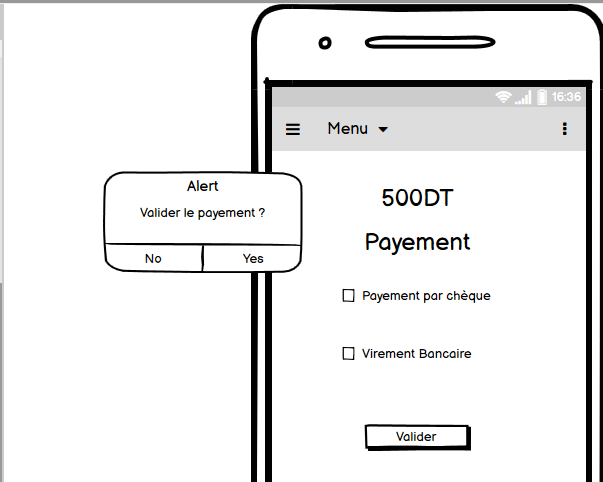 16:36
Menu
Alert
Valider le payement ?
No Yes
500DT
Payement
Payement par chèque
Virement Bancaire
Valider